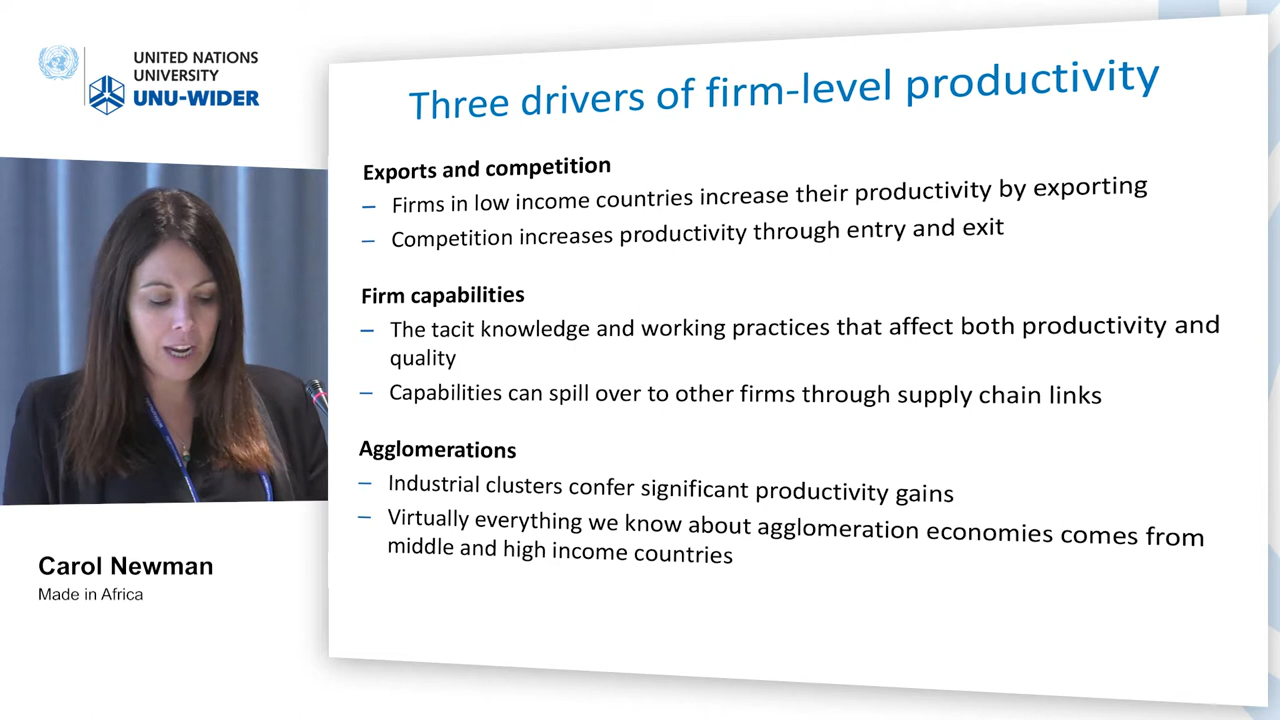 UNITED NATIONS
UNIVERSITY
UNU-WIDER
Three drivers of firm-level productivity
Exports and competition
– Firms in low income countries increase their productivity by exporting
– Competition increases productivity through entry and exit
Firm capabilities
– The tacit knowledge and working practices that affect both productivity and
quality
– Capabilities can spill over to other firms through supply chain links
Agglomerations
– Industrial clusters confer significant productivity gains
– Virtually everything we know about agglomeration economies comes from
middle and high income countries
Carol Newman
Made in Africa